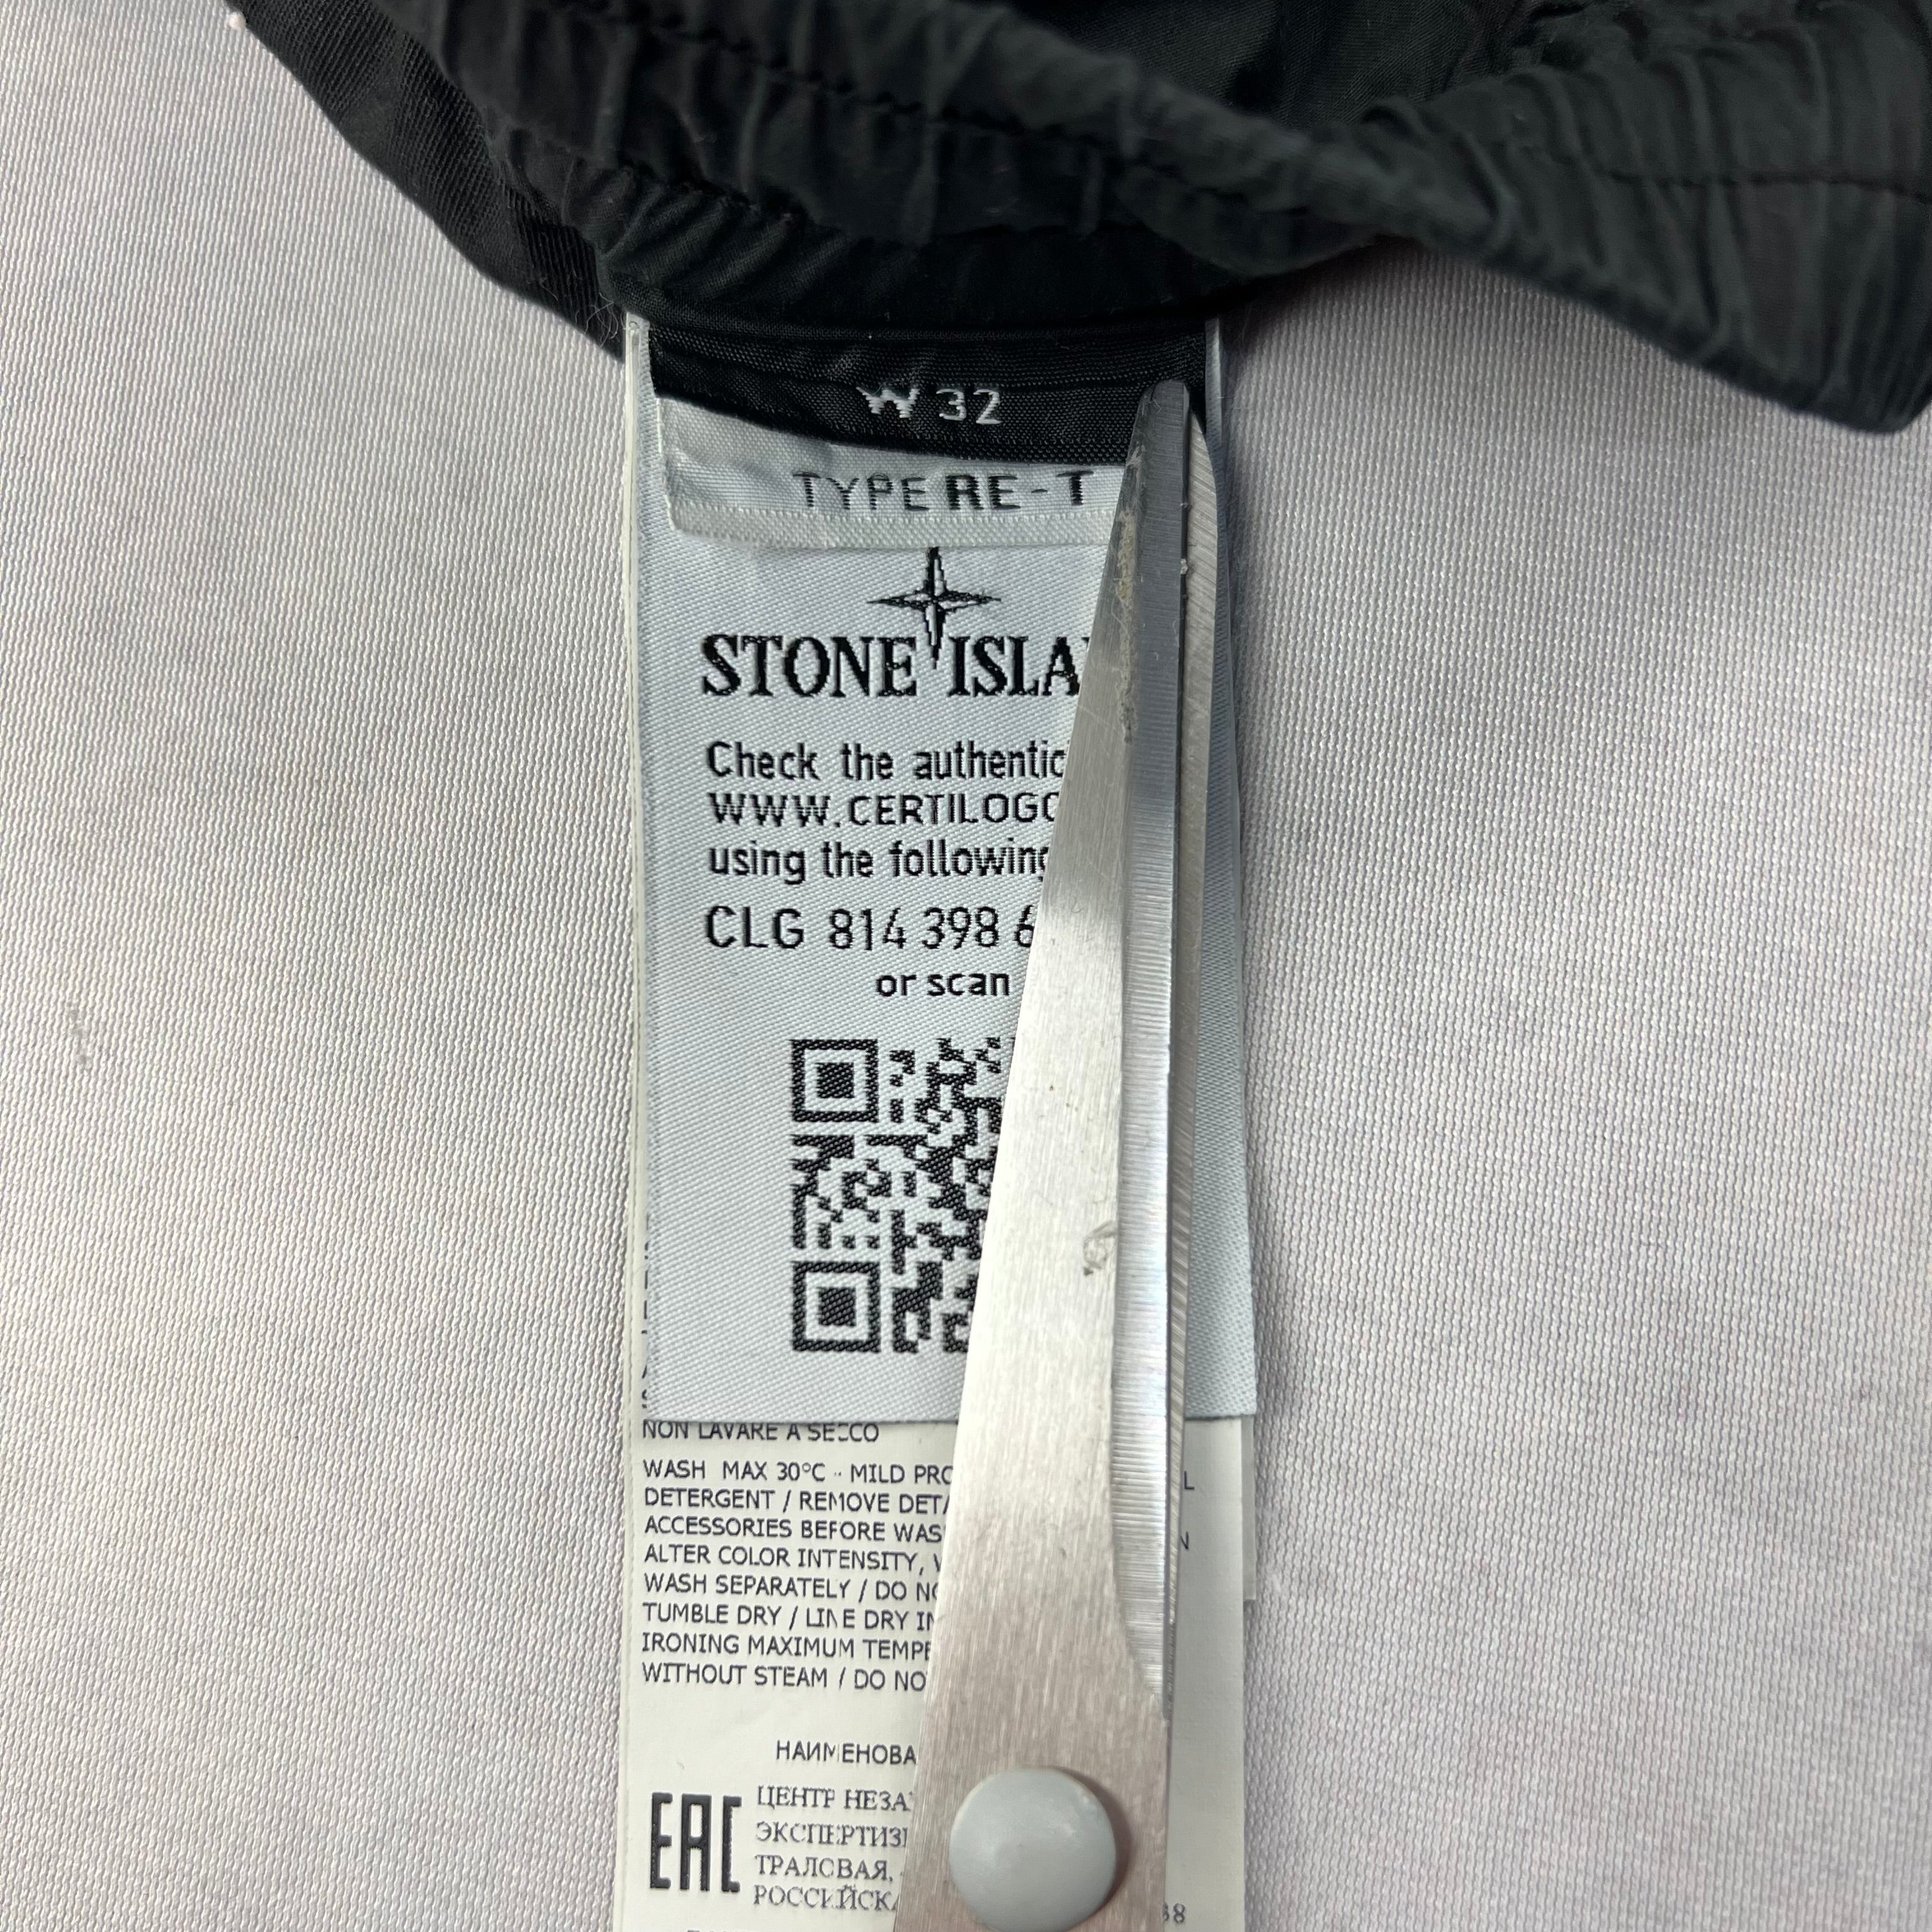 W 32
TYPE RE-T
STONE ISLA
Check the authentic
WWW.CERTILOGO
using the following
CLG 814 398 6
or scan
NON LAVARE A SECCO
WASH MAX 30°C - MILD PRO
DETERGENT / REMOVE DETA
ACCESSORIES BEFORE WAS
ALTER COLOR INTENSITY,
WASH SEPARATELY / DO NO
TUMBLE DRY / LINE DRY IN
IRONING MAXIMUM TEMPE
WITHOUT STEAM / DO NO
НАИМЕНОВА
ЕАС
ЦЕНТР НЕЗА
ЭКСПЕРТИЗ
ТРАЛОВАЯ,
РОССИЙСКА